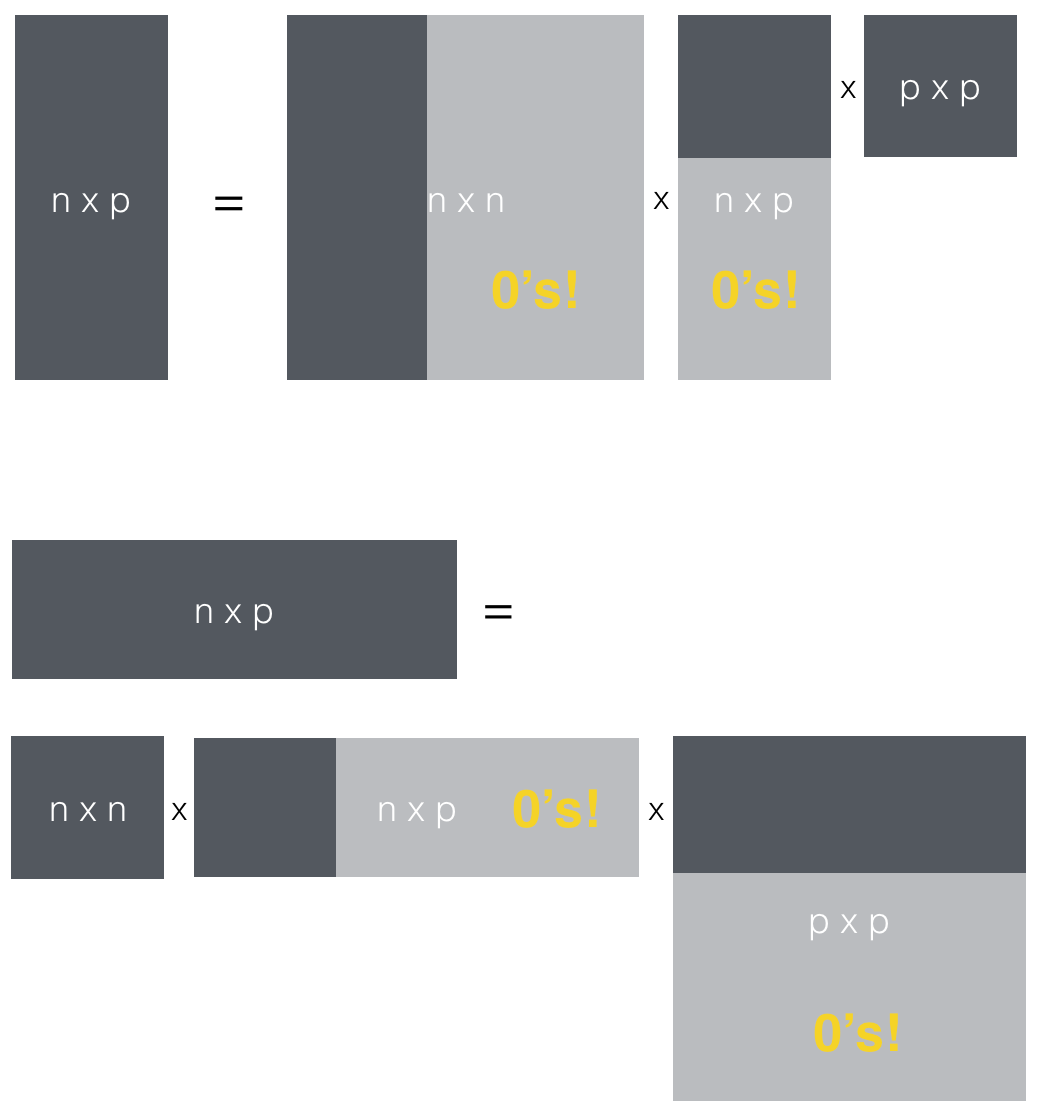 x p x p
n x p = n x n x n x p
0's! 0's!
n x p =
n x n x n x p 0's! x
p x p
0's!